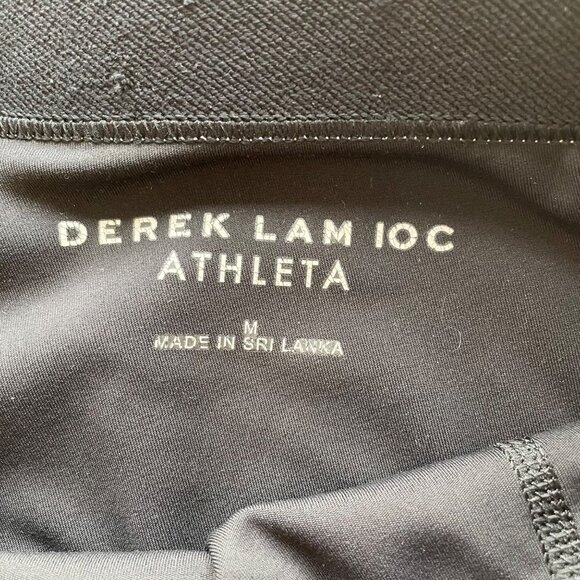 DEREK LAM 10C
ATHLETA
M
MADE IN SRI LANKA